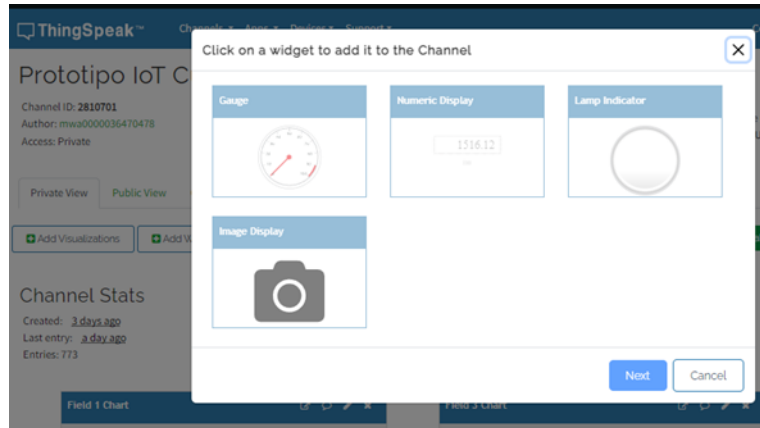 ThingSpeak™ Channels Apps Devices Support
Click on a widget to add it to the Channel
Prototipo IoT C
Channel ID: 2810701
Author: mwa0000036470478
Access: Private
Gauge
Numeric Display
1516.12
Lamp Indicator
Private View
Public View
Add Visualizations
Add W
Image Display
Channel Stats
Created: 3 days ago
Last entry: a day ago
Entries: 773
Next
Cancel
Field 1 Chart
Field 3 Chart